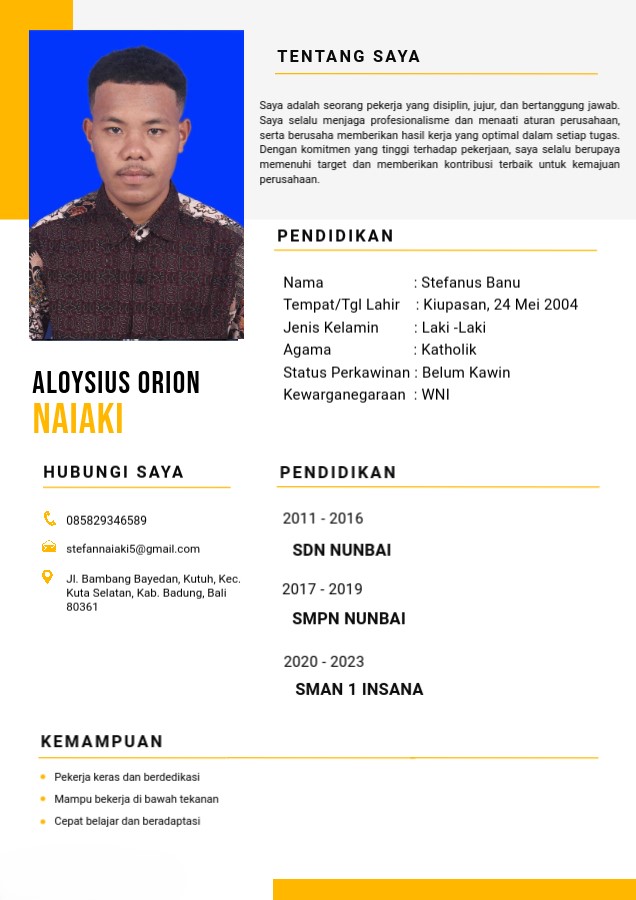 TENTANG SAYA
Saya adalah seorang pekerja yang disiplin, jujur, dan bertanggung jawab.
Saya selalu menjaga profesionalisme dan menaati aturan perusahaan,
serta berusaha memberikan hasil kerja yang optimal dalam setiap tugas.
Dengan komitmen yang tinggi terhadap pekerjaan, saya selalu berupaya
memenuhi target dan memberikan kontribusi terbaik untuk kemajuan
perusahaan.
PENDIDIKAN
Nama : Stefanus Banu
Tempat/Tgl Lahir : Kiupasan, 24 Mei 2004
Jenis Kelamin : Laki -Laki
Agama : Katholik
Status Perkawinan : Belum Kawin
Kewarganegaraan : WNI
ALOYSIUS ORION
NAIAKI
HUBUNGI SAYA
085829346589
stefannaiaki5@gmail.com
Jl. Bambang Bayedan, Kutuh, Kec.
Kuta Selatan, Kab. Badung, Bali
80361
PENDIDIKAN
2011 - 2016
SDN NUNBAI
2017 - 2019
SMPN NUNBAI
2020 - 2023
SMAN 1 INSANA
KEMAMPUAN
Pekerja keras dan berdedikasi
Mampu bekerja di bawah tekanan
Cepat belajar dan beradaptasi